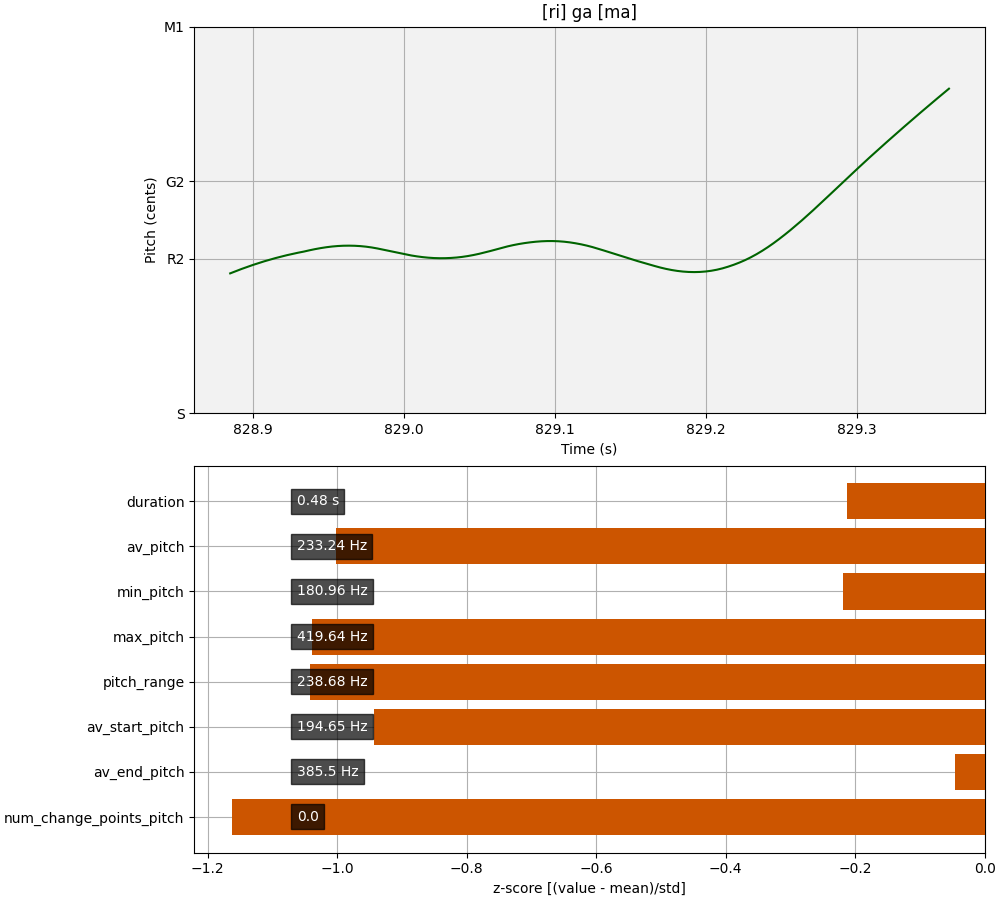 [ri] ga [ma]
M1
G2
R2
S
Pitch (cents)
828.9 829.0 829.1 829.2 829.3
Time (s)
duration 0.48 s
av_pitch 233.24 Hz
min_pitch 180.96 Hz
max_pitch 419.64 Hz
pitch_range 238.68 Hz
av_start_pitch 194.65 Hz
av_end_pitch 385.5 Hz
num_change_points_pitch 0.0
−1.2 −1.0 −0.8 −0.6 −0.4 −0.2 0.0
z-score [(value - mean)/std]